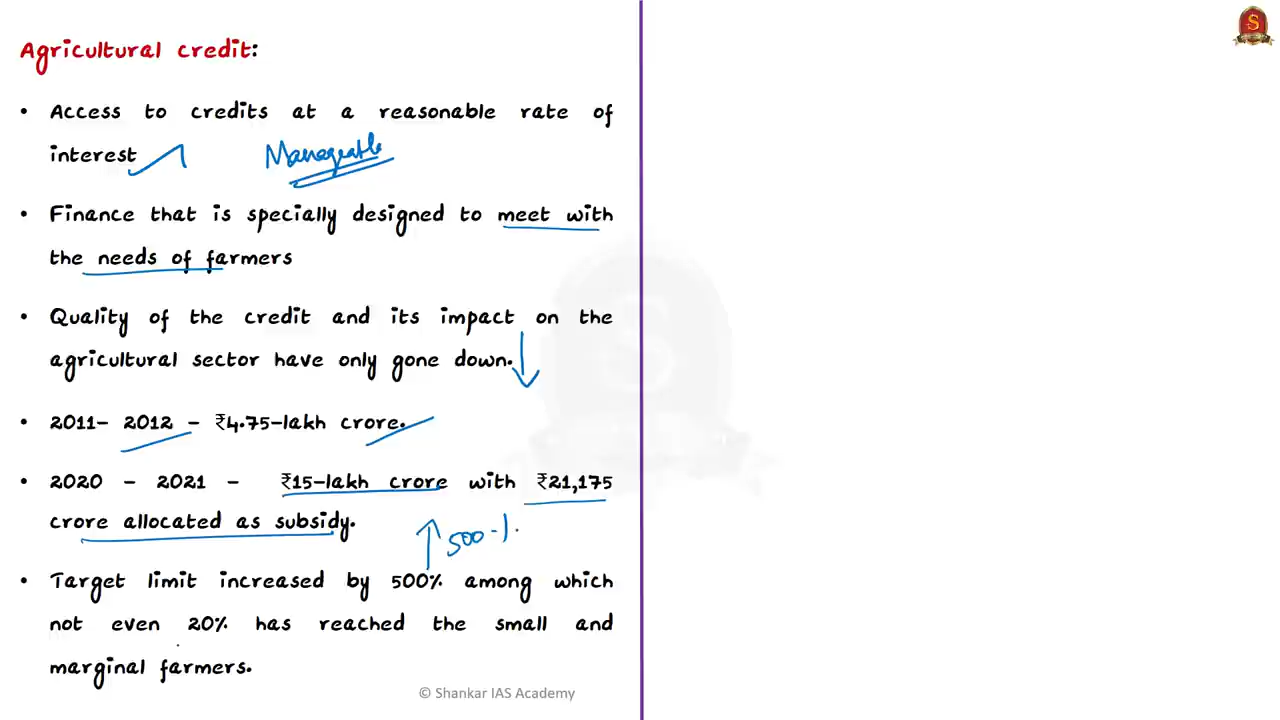 Agricultural credit:
• Access to credits at a reasonable rate of
interest
Manageable
• Finance that is specially designed to meet with
the needs of farmers
• Quality of the credit and its impact on the
agricultural sector have only gone down.
• 2011- 2012 - ₹4.75-lakh crore.
• 2020 - 2021 - ₹15-lakh crore with ₹21,175
crore allocated as subsidy.
500%
• Target limit increased by 500% among which
not even 20% has reached the small and
marginal farmers.
© Shankar IAS Academy
S